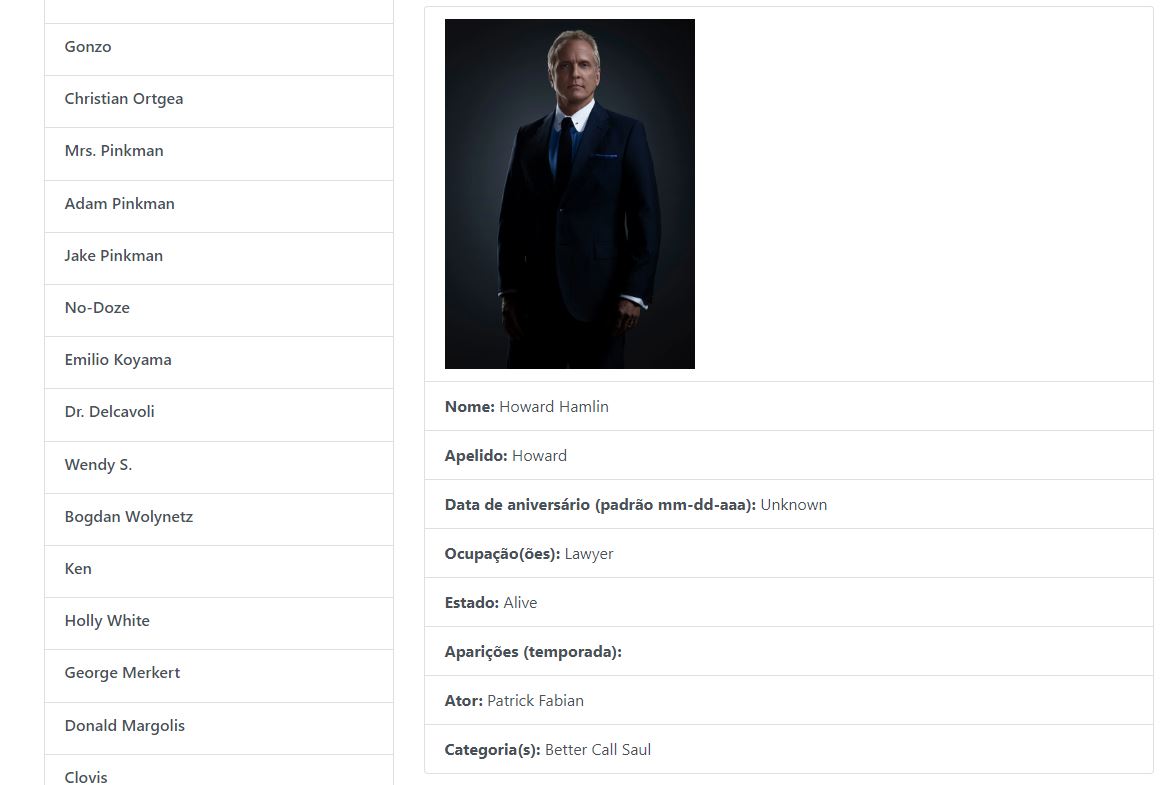 Gonzo
Christian Ortgea
Mrs. Pinkman
Adam Pinkman
Jake Pinkman
No-Doze
Emilio Koyama
Dr. Delcavoli
Wendy S.
Bogdan Wolynetz
Ken
Holly White
George Merkert
Donald Margolis
Clovis
Nome: Howard Hamlin
Apelido: Howard
Data de aniversário (padrão mm-dd-aaa): Unknown
Ocupação(ões): Lawyer
Estado: Alive
Aparições (temporada):
Ator: Patrick Fabian
Categoria(s): Better Call Saul